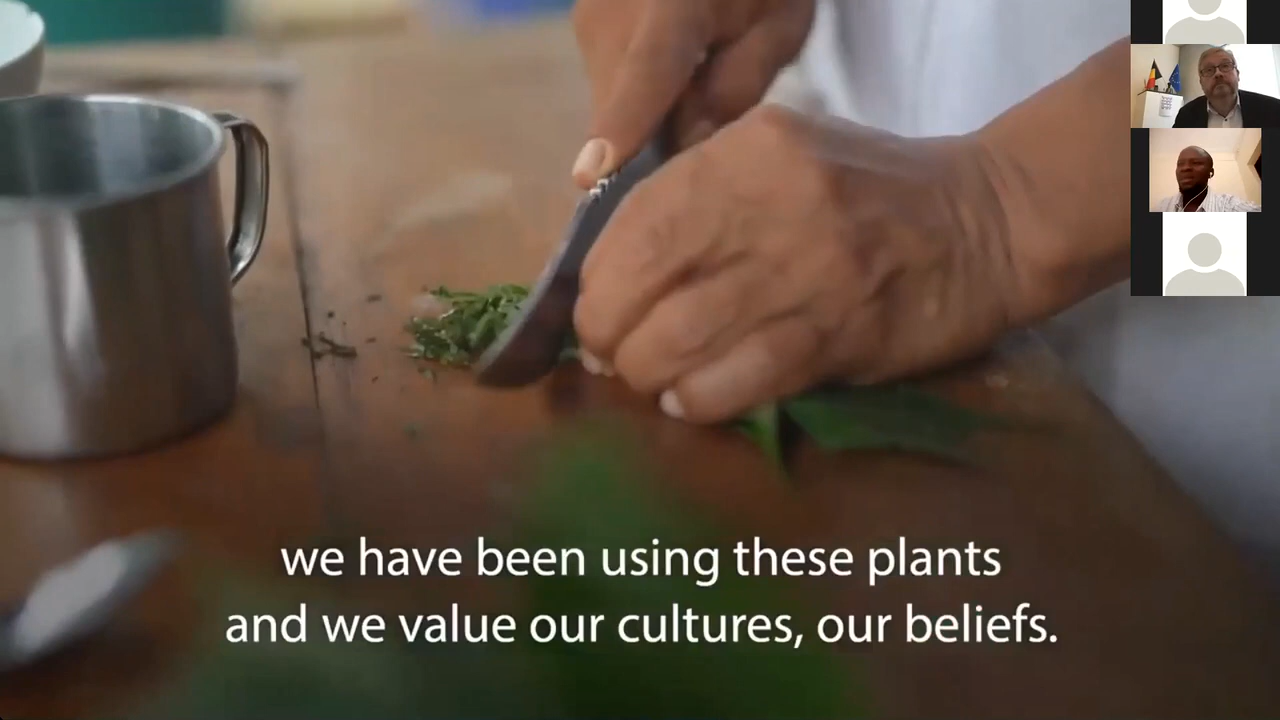 we have been using these plants
and we value our cultures, our beliefs.